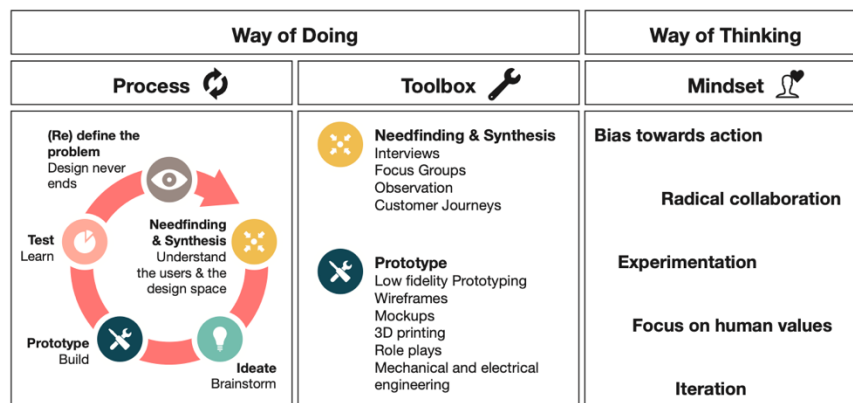 Way of Doing
Way of Thinking
Process
Toolbox
Mindset
(Re) define the
problem
Design never
ends
Needfinding
& Synthesis
Understand
the users & the
design space
Test
Learn
Prototype
Build
Ideate
Brainstorm
Needfinding & Synthesis
Interviews
Focus Groups
Observation
Customer Journeys
Prototype
Low fidelity Prototyping
Wireframes
Mockups
3D printing
Role plays
Mechanical and electrical
engineering
Bias towards action
Radical collaboration
Experimentation
Focus on human values
Iteration